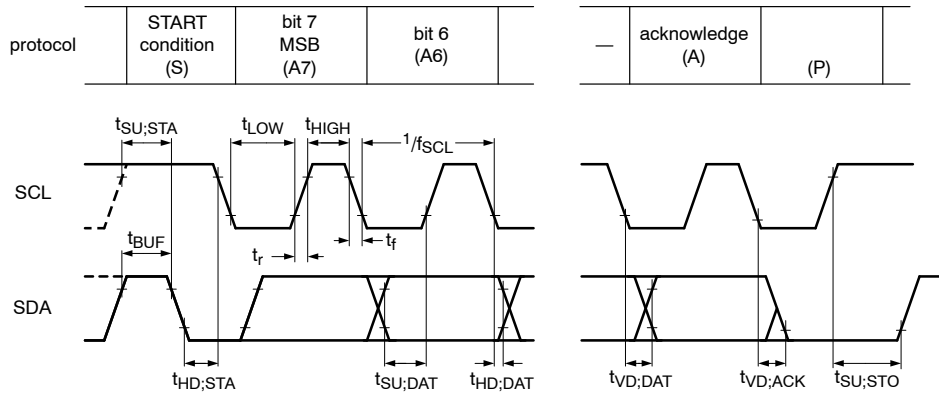 protocol
START
condition
(S)
bit 7
MSB
(A7)
bit 6
(A6)
—
acknowledge
(A)
(P)
tSU;STA
tLOW
tHIGH
1/fSCL
SCL
tBUF
tr
tf
SDA
tHD;STA
tSU;DAT
tHD;DAT
tVD;DAT
tVD;ACK
tSU;STO